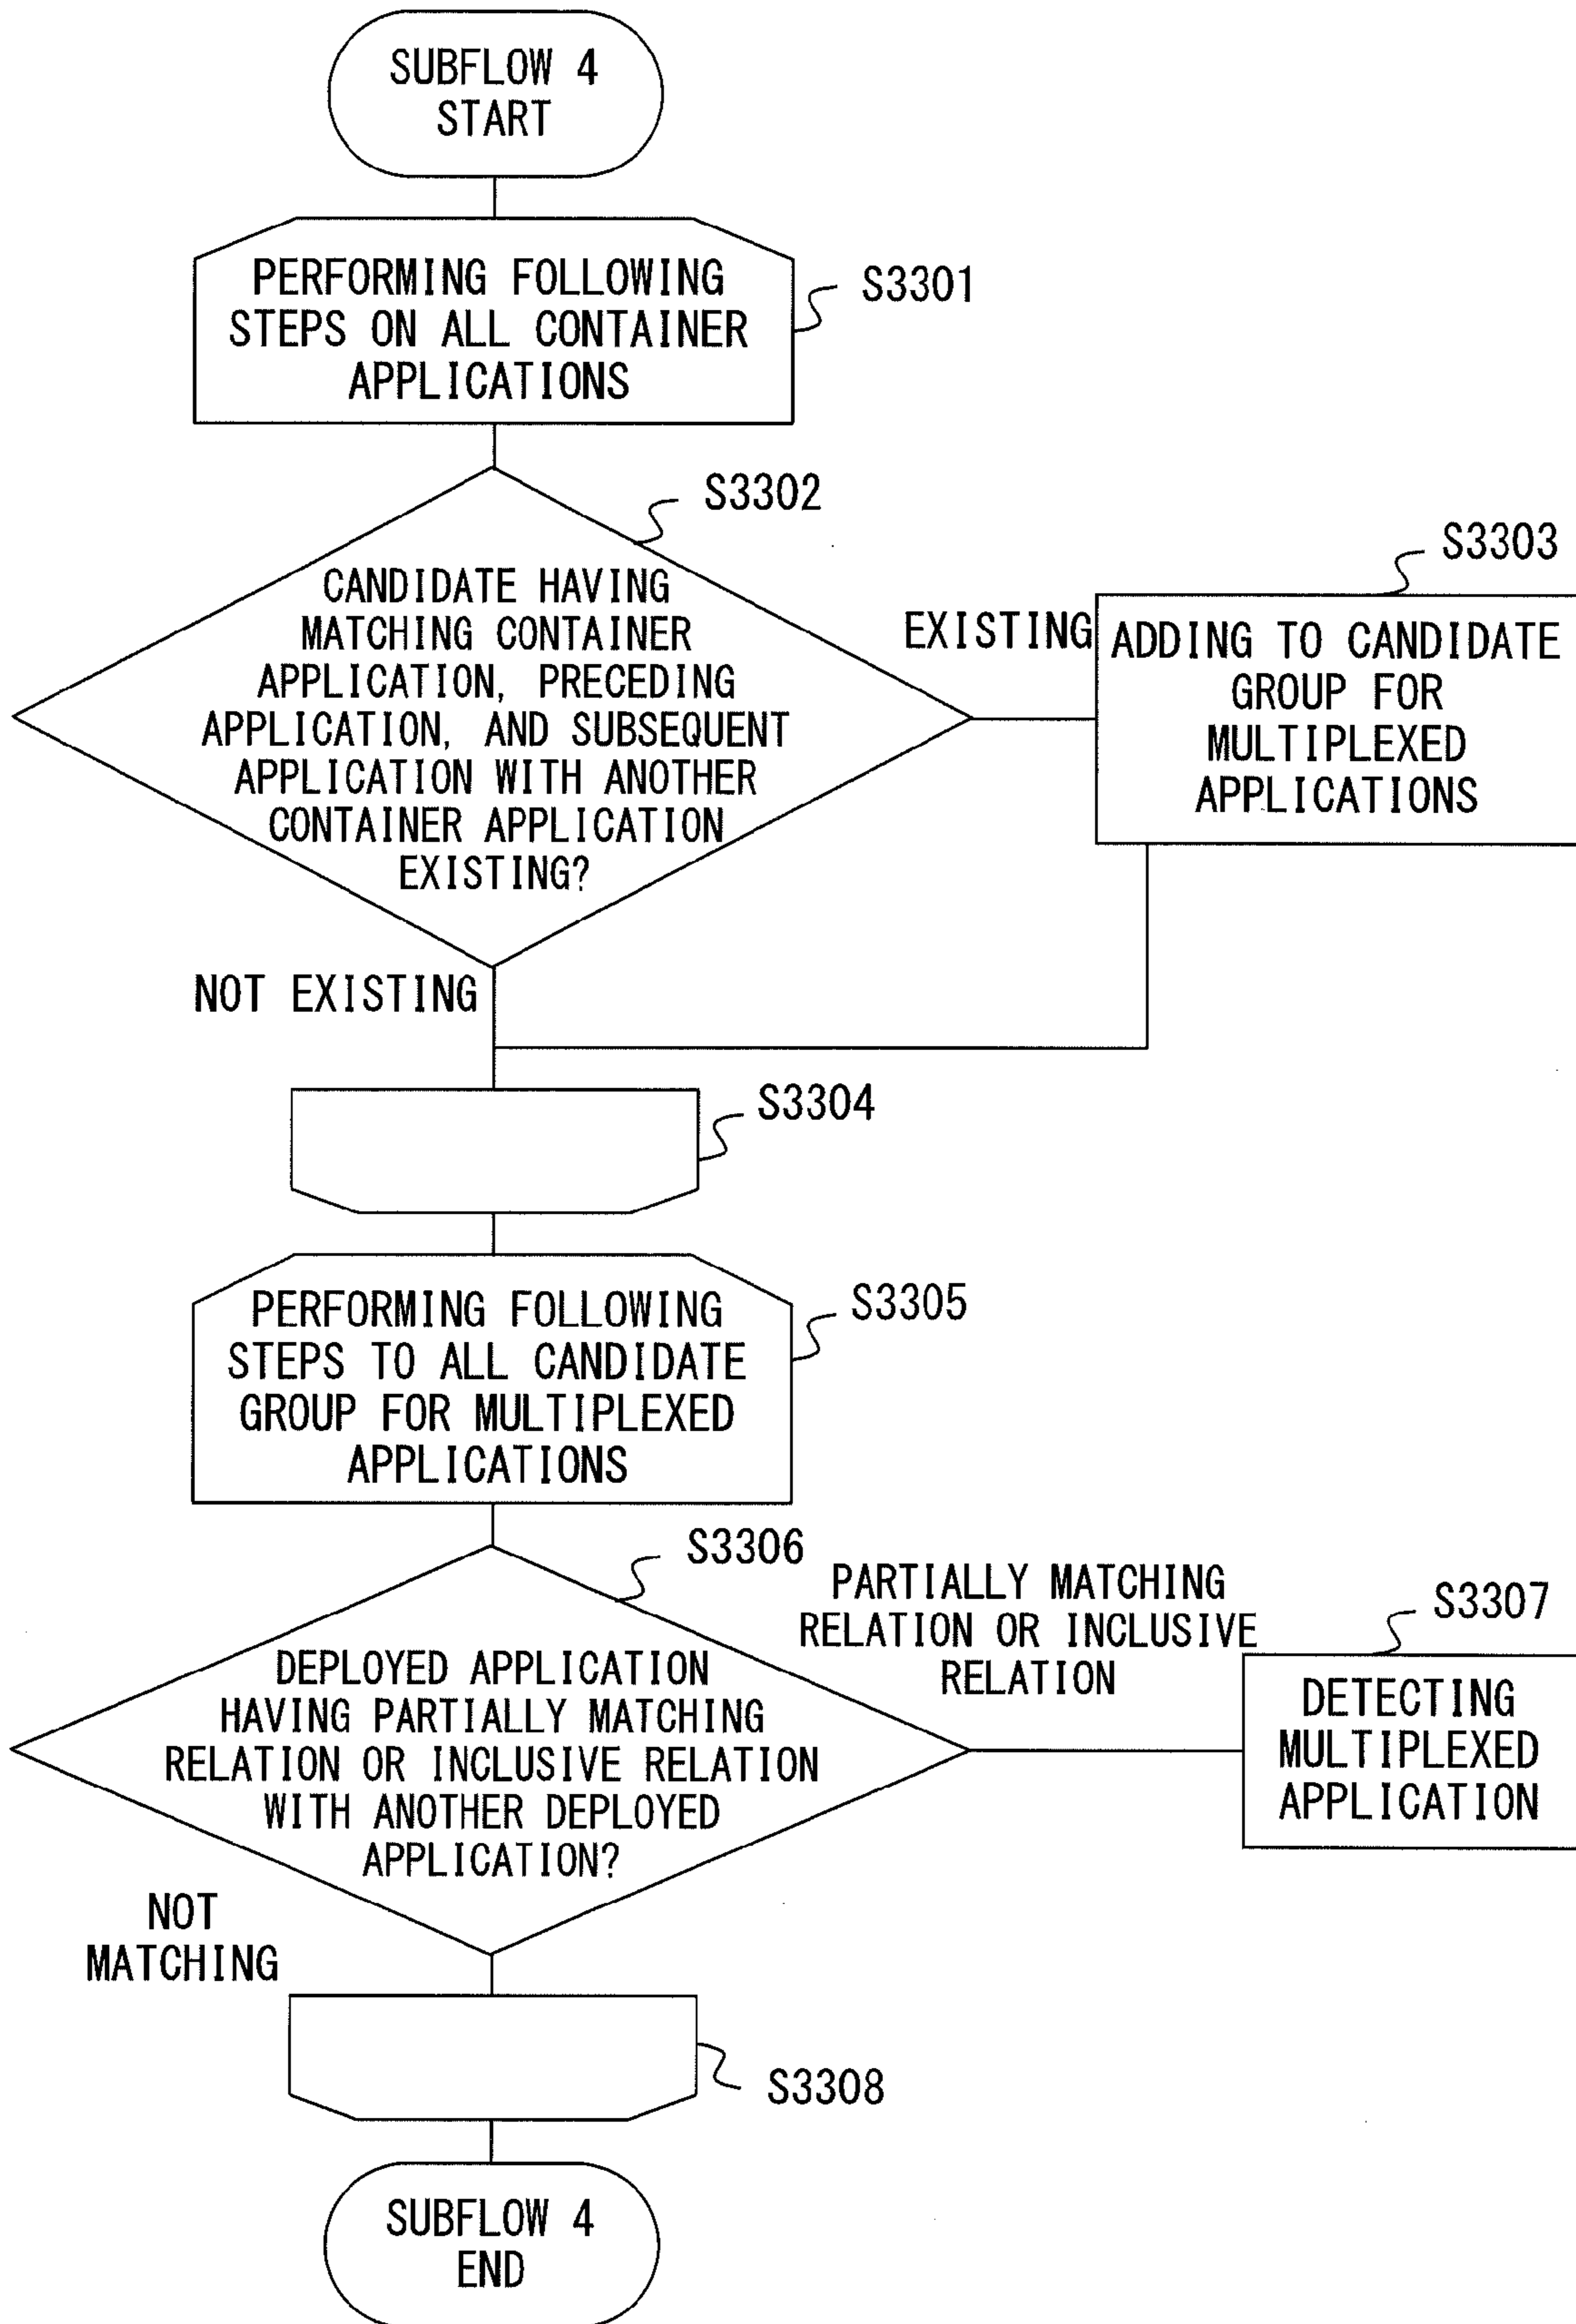 SUBFLOW 4
START
PERFORMING FOLLOWING
STEPS ON ALL CONTAINER
APPLICATIONS
S3301
S3302
CANDIDATE HAVING
MATCHING CONTAINER
APPLICATION, PRECEDING
APPLICATION, AND SUBSEQUENT
APPLICATION WITH ANOTHER
CONTAINER APPLICATION
EXISTING?
EXISTING
S3303
ADDING TO CANDIDATE
GROUP FOR
MULTIPLEXED
APPLICATIONS
NOT EXISTING
S3304
PERFORMING FOLLOWING
STEPS TO ALL CANDIDATE
GROUP FOR MULTIPLEXED
APPLICATIONS
S3305
S3306
DEPLOYED APPLICATION
HAVING PARTIALLY MATCHING
RELATION OR INCLUSIVE RELATION
WITH ANOTHER DEPLOYED
APPLICATION?
PARTIALLY MATCHING
RELATION OR INCLUSIVE
RELATION
S3307
DETECTING
MULTIPLEXED
APPLICATION
NOT
MATCHING
S3308
SUBFLOW 4
END